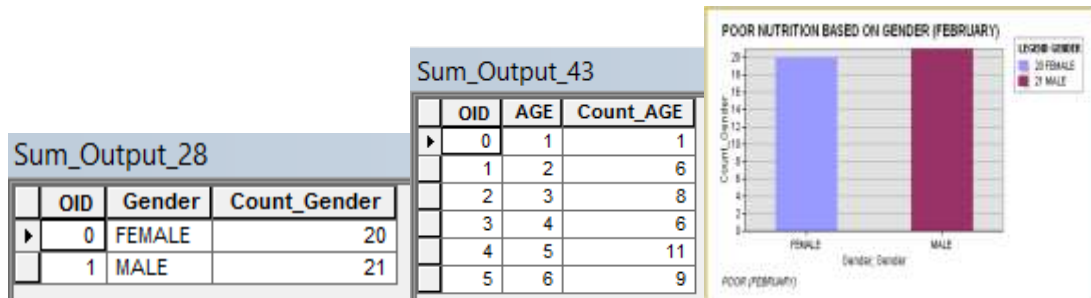 Sum_Output_28
OID Gender Count_Gender
0 FEMALE 20
1 MALE 21
Sum_Output_43
OID AGE Count_AGE
0 1 1
1 2 6
2 3 8
3 4 6
4 5 11
5 6 9
POOR NUTRITION BASED ON GENDER (FEBRUARY)
LEGEND GENDER
20 FEMALE
21 MALE
Count_Gender
20
18
16
14
12
10
8
6
4
2
0
FEMALE MALE
Gender, Gender
POOR (FEBRUARY)